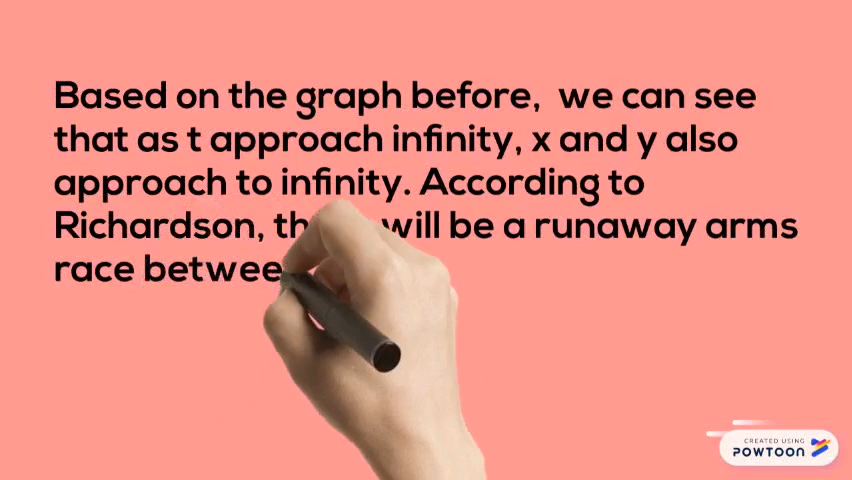 Based on the graph before,  we can see
that as t approach infinity, x and y also
approach to infinity. According to
Richardson, th will be a runaway arms
race betwee
CREATED USING
POWTOON